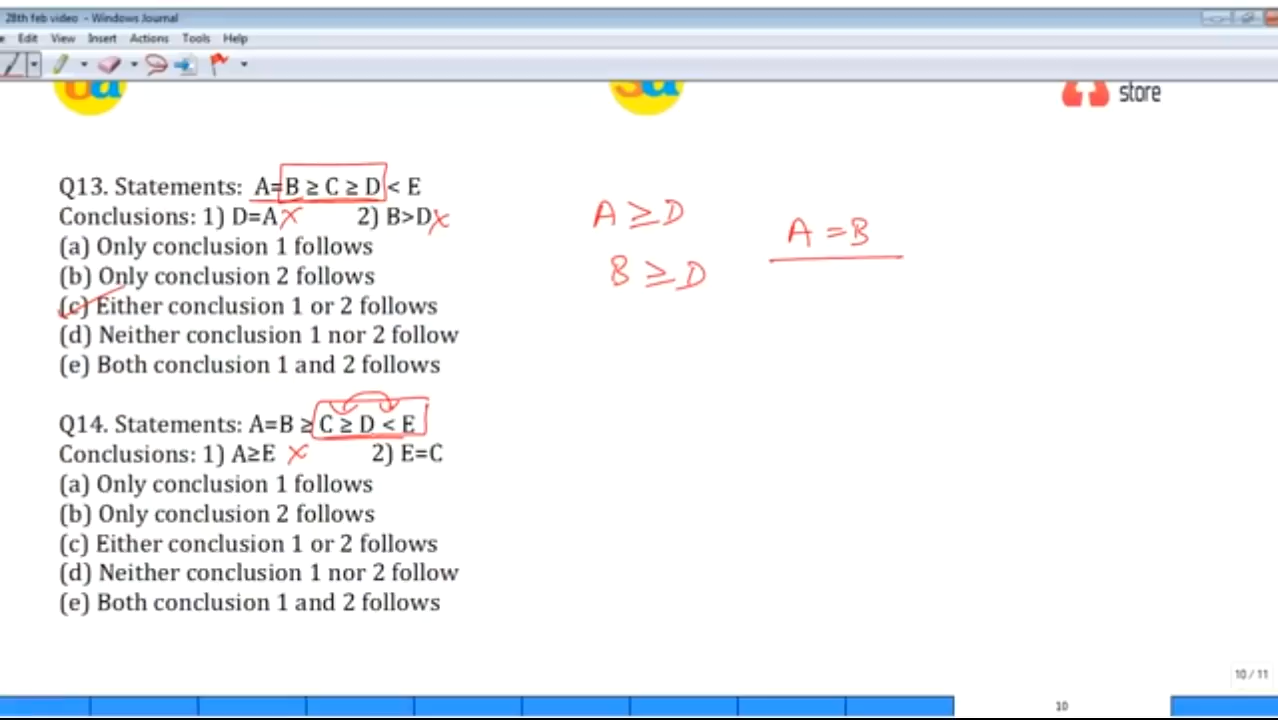 28th feb video - Windows Journal
Edit View Insert Actions Tools Help
store
Q13. Statements: A=B ≥ C ≥ D < E
Conclusions: 1) D=A x 2) B>D x
(a) Only conclusion 1 follows
(b) Only conclusion 2 follows
(c) Either conclusion 1 or 2 follows
(d) Neither conclusion 1 nor 2 follow
(e) Both conclusion 1 and 2 follows
A ≥ D
A = B
B ≥ D
Q14. Statements: A=B ≥ C ≥ D < E
Conclusions: 1) A≥E x 2) E=C
(a) Only conclusion 1 follows
(b) Only conclusion 2 follows
(c) Either conclusion 1 or 2 follows
(d) Neither conclusion 1 nor 2 follow
(e) Both conclusion 1 and 2 follows
10 / 11
10